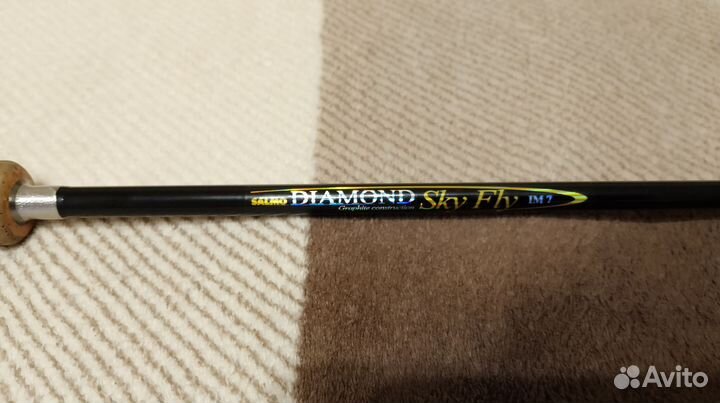 SALMO DIAMOND Sky Fly IM 7
Graphite construction
Avito